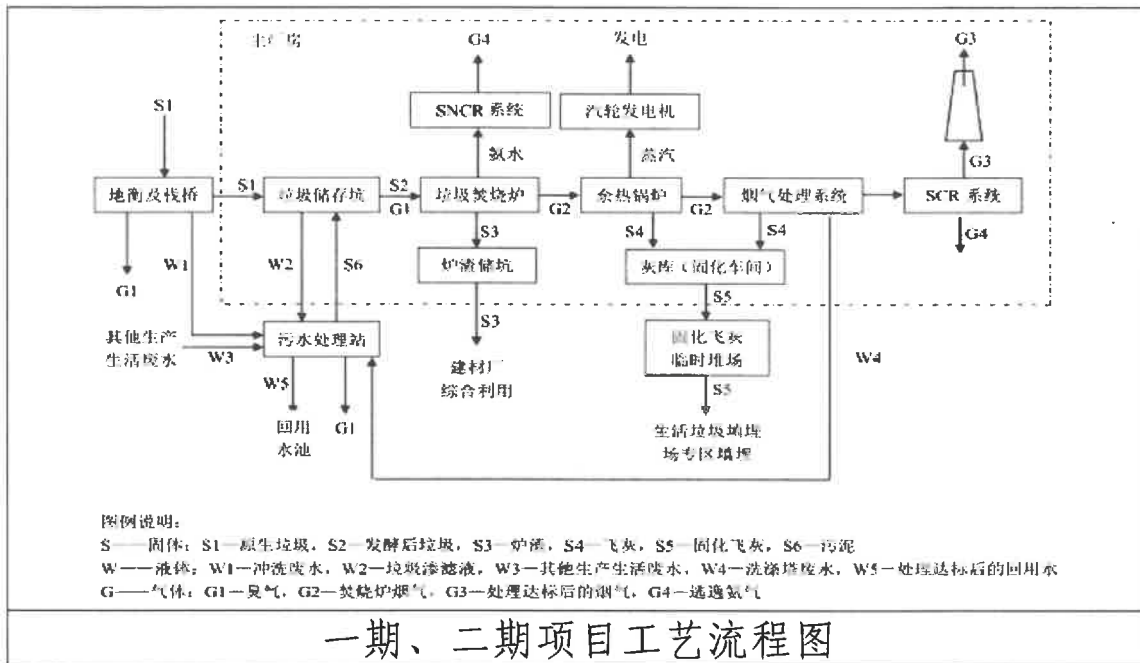 主厂房
G4
发电
G3
S1
SNCR 系统
汽轮发电机
氨水
蒸汽
G3
地衡及栈桥
S1
垃圾储存坑
S2
G1
垃圾焚烧炉
G2
余热锅炉
G2
烟气处理系统
SCR 系统
G1
W1
W2
S6
S3
S4
S4
G4
炉渣储坑
灰库(固化车间)
S3
S5
其他生产
生活废水
W3
污水处理站
建材厂
综合利用
固化飞灰
临时堆场
W4
W5
G1
S5
回用
水池
生活垃圾填埋
场专区填埋
图例说明:
S——固体:S1—原生垃圾,S2—发酵后垃圾,S3—炉渣,S4—飞灰,S5—固化飞灰,S6—污泥
W——液体:W1—冲洗废水,W2—垃圾渗滤液,W3—其他生产生活废水,W4—洗涤塔废水,W5—处理达标后的回用水
G——气体:G1—臭气,G2—焚烧炉烟气,G3—处理达标后的烟气,G4—逃逸氨气
一期、二期项目工艺流程图